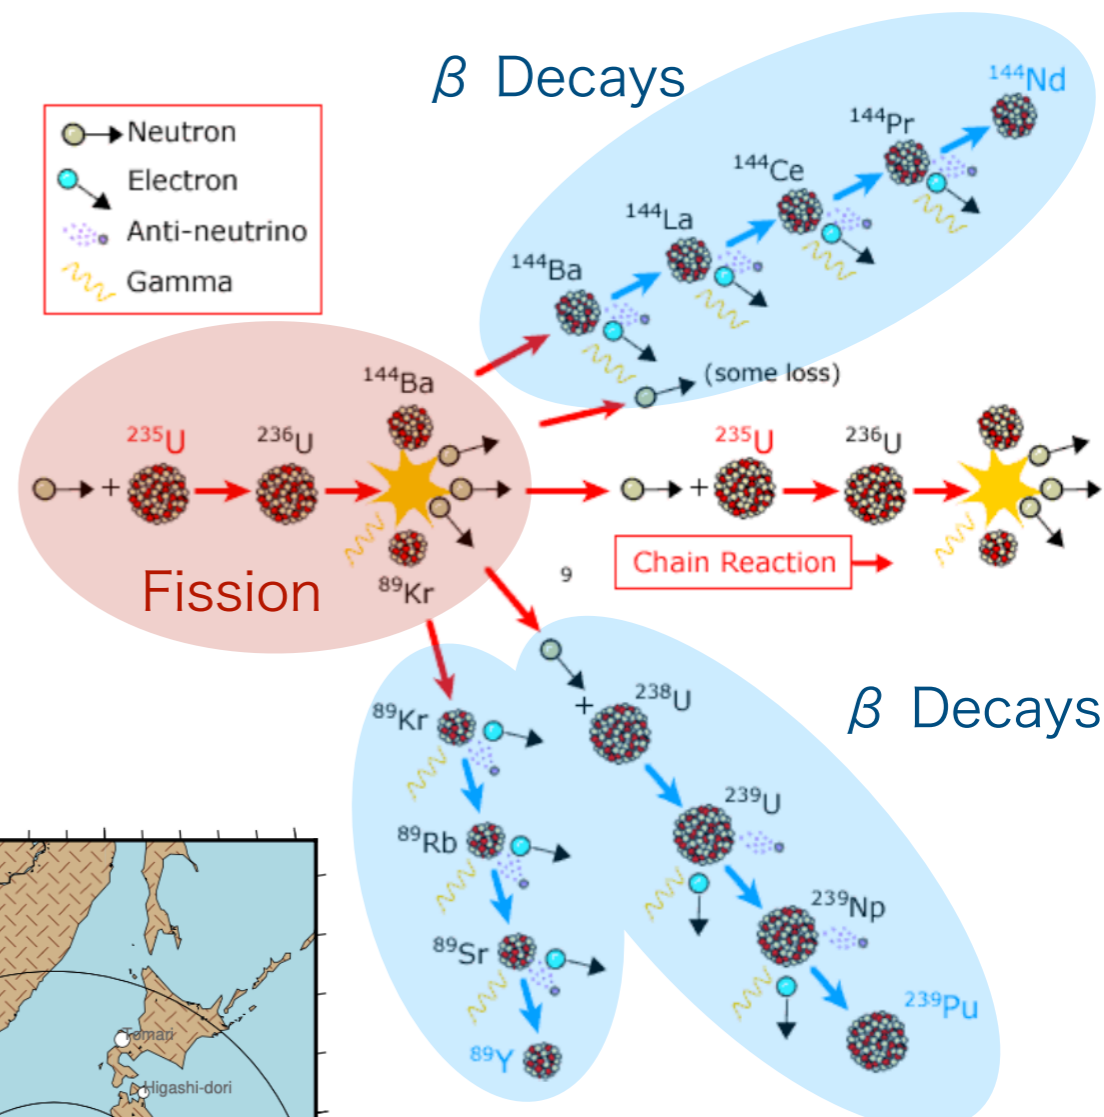 β Decays
¹⁴⁴Nd
¹⁴⁴Pr
¹⁴⁴Ce
¹⁴⁴La
¹⁴⁴Ba
Neutron
Electron
Anti-neutrino
Gamma
(some loss)
¹⁴⁴Ba
²³⁵U
²³⁶U
²³⁵U
²³⁶U
+
+
Chain Reaction
Fission
⁸⁹Kr
9
β Decays
²³⁸U
+
⁸⁹Kr
²³⁹U
⁸⁹Rb
²³⁹Np
⁸⁹Sr
²³⁹Pu
⁸⁹Y
Tomari
Higashi-dori